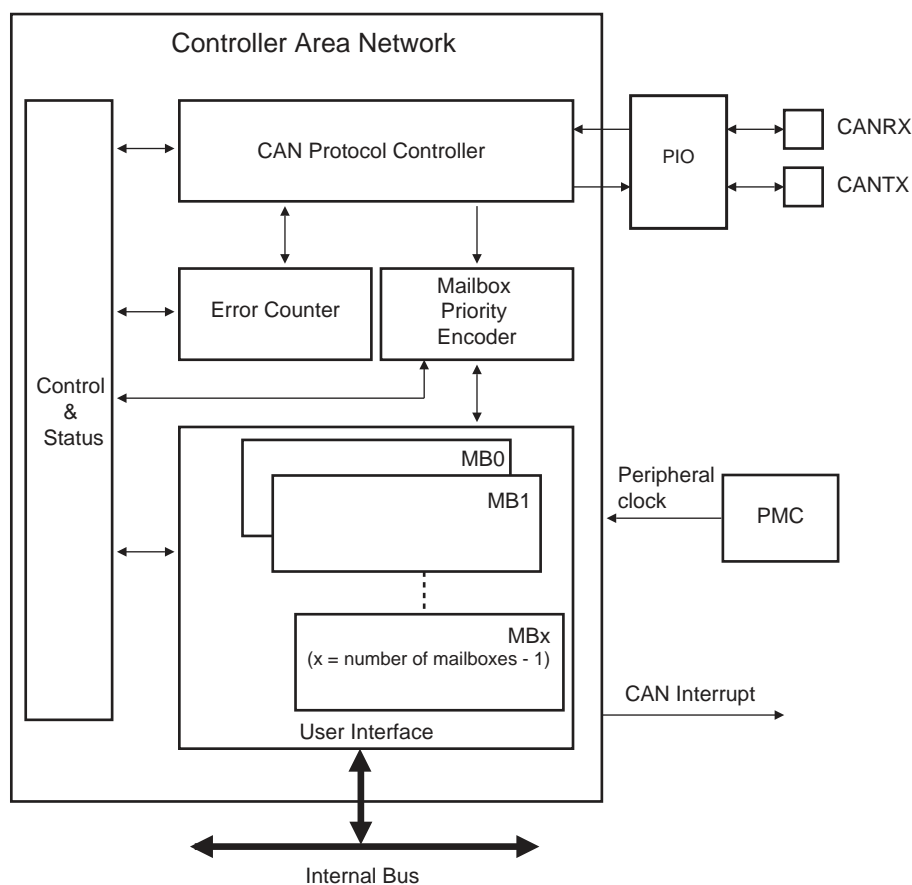 Controller Area Network
CAN Protocol Controller
PIO
CANRX
CANTX
Error Counter
Mailbox
Priority
Encoder
Control
&
Status
MB0
MB1
MBx
(x = number of mailboxes - 1)
User Interface
Peripheral
clock
PMC
CAN Interrupt
Internal Bus